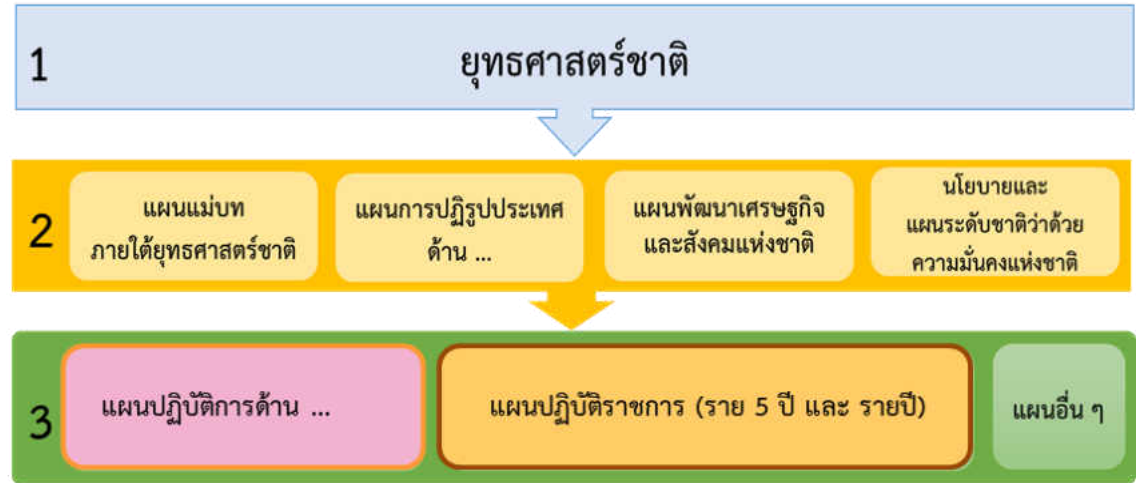 1
ยุทธศาสตร์ชาติ
2
แผนแม่บท
ภายใต้ยุทธศาสตร์ชาติ
แผนการปฏิรูปประเทศ
ด้าน ...
แผนพัฒนาเศรษฐกิจ
และสังคมแห่งชาติ
นโยบายและ
แผนระดับชาติว่าด้วย
ความมั่นคงแห่งชาติ
3
แผนปฏิบัติการด้าน ...
แผนปฏิบัติราชการ (ราย 5 ปี และ รายปี)
แผนอื่น ๆ